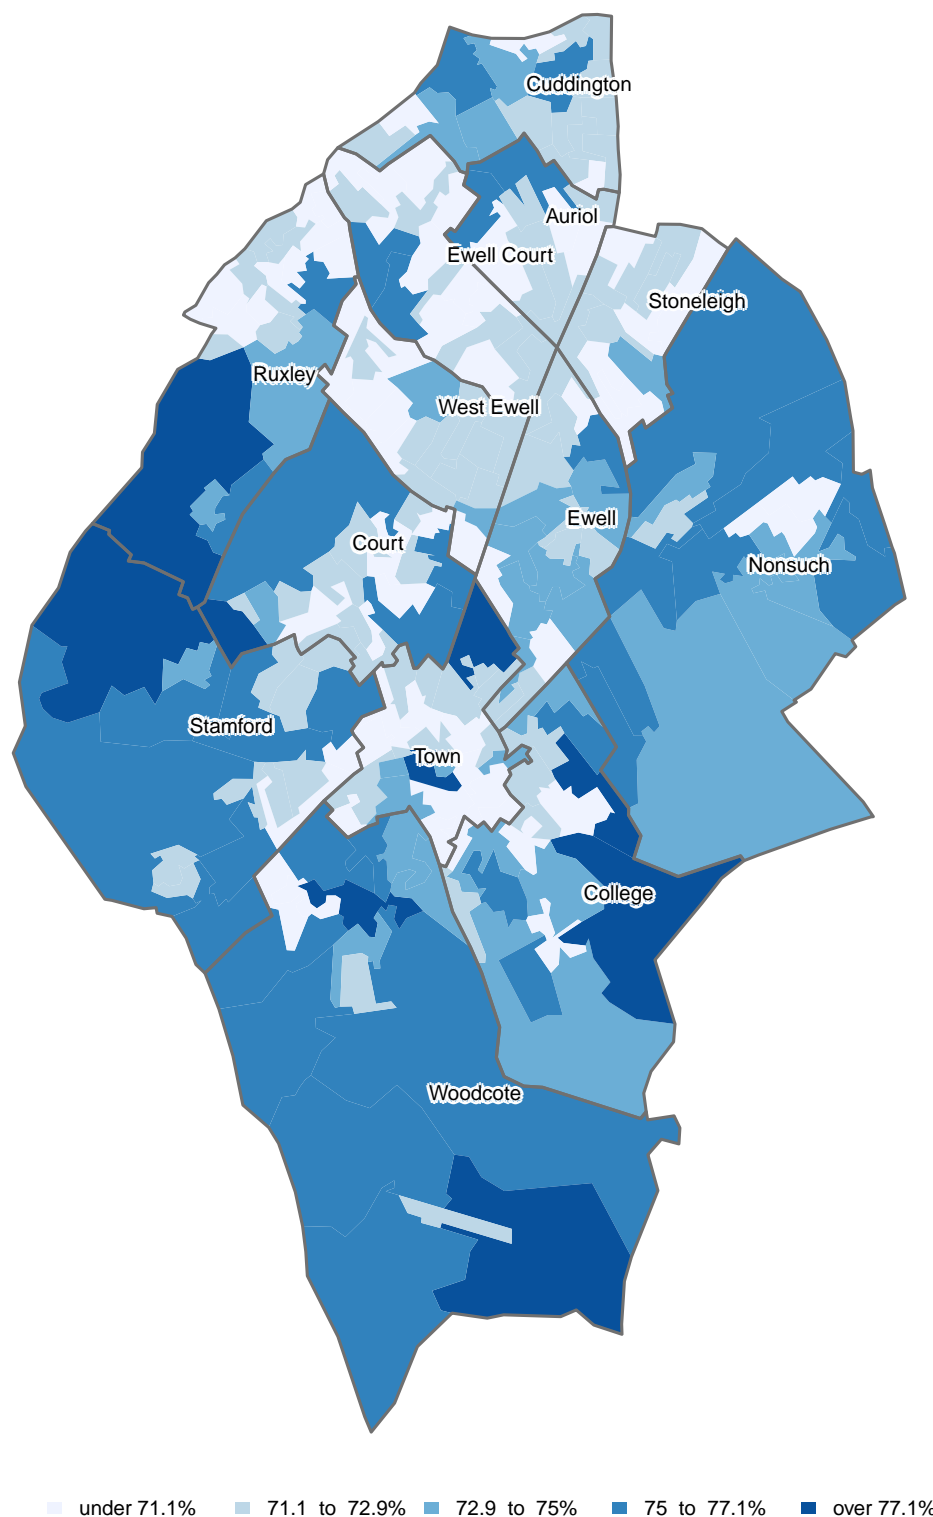 Cuddington
Auriol
Ewell Court
Stoneleigh
Ruxley
West Ewell
Ewell
Court
Nonsuch
Stamford
Town
College
Woodcote
under 71.1% 71.1 to 72.9% 72.9 to 75% 75 to 77.1% over 77.1%